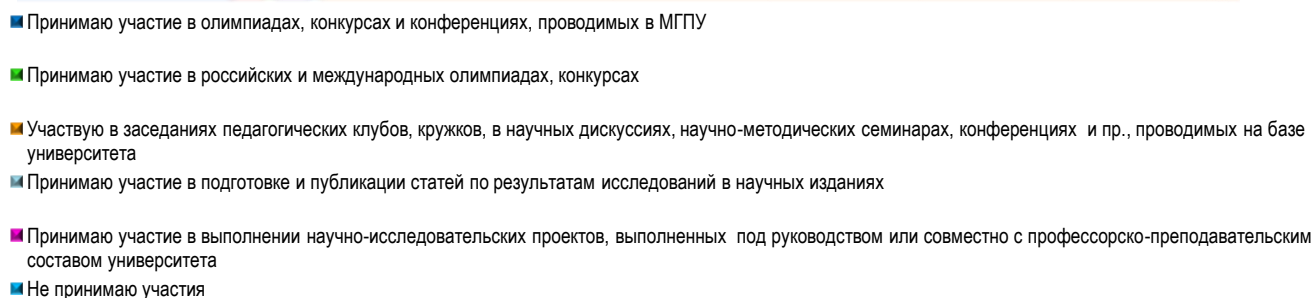 Принимаю участие в олимпиадах, конкурсах и конференциях, проводимых в МГПУ
Принимаю участие в российских и международных олимпиадах, конкурсах
Участвую в заседаниях педагогических клубов, кружков, в научных дискуссиях, научно-методических семинарах, конференциях и пр., проводимых на базе
университета
Принимаю участие в подготовке и публикации статей по результатам исследований в научных изданиях
Принимаю участие в выполнении научно-исследовательских проектов, выполненных под руководством или совместно с профессорско-преподавательским
составом университета
Не принимаю участия